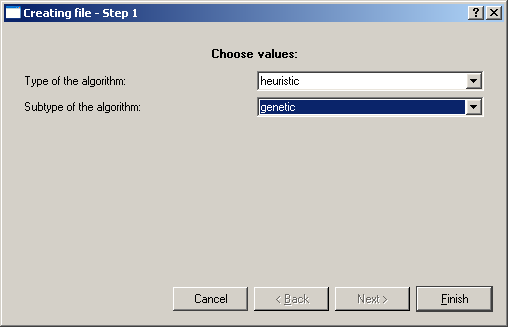 Creating file - Step 1
Choose values:
Type of the algorithm: heuristic
Subtype of the algorithm: genetic
Cancel < Back Next > Finish